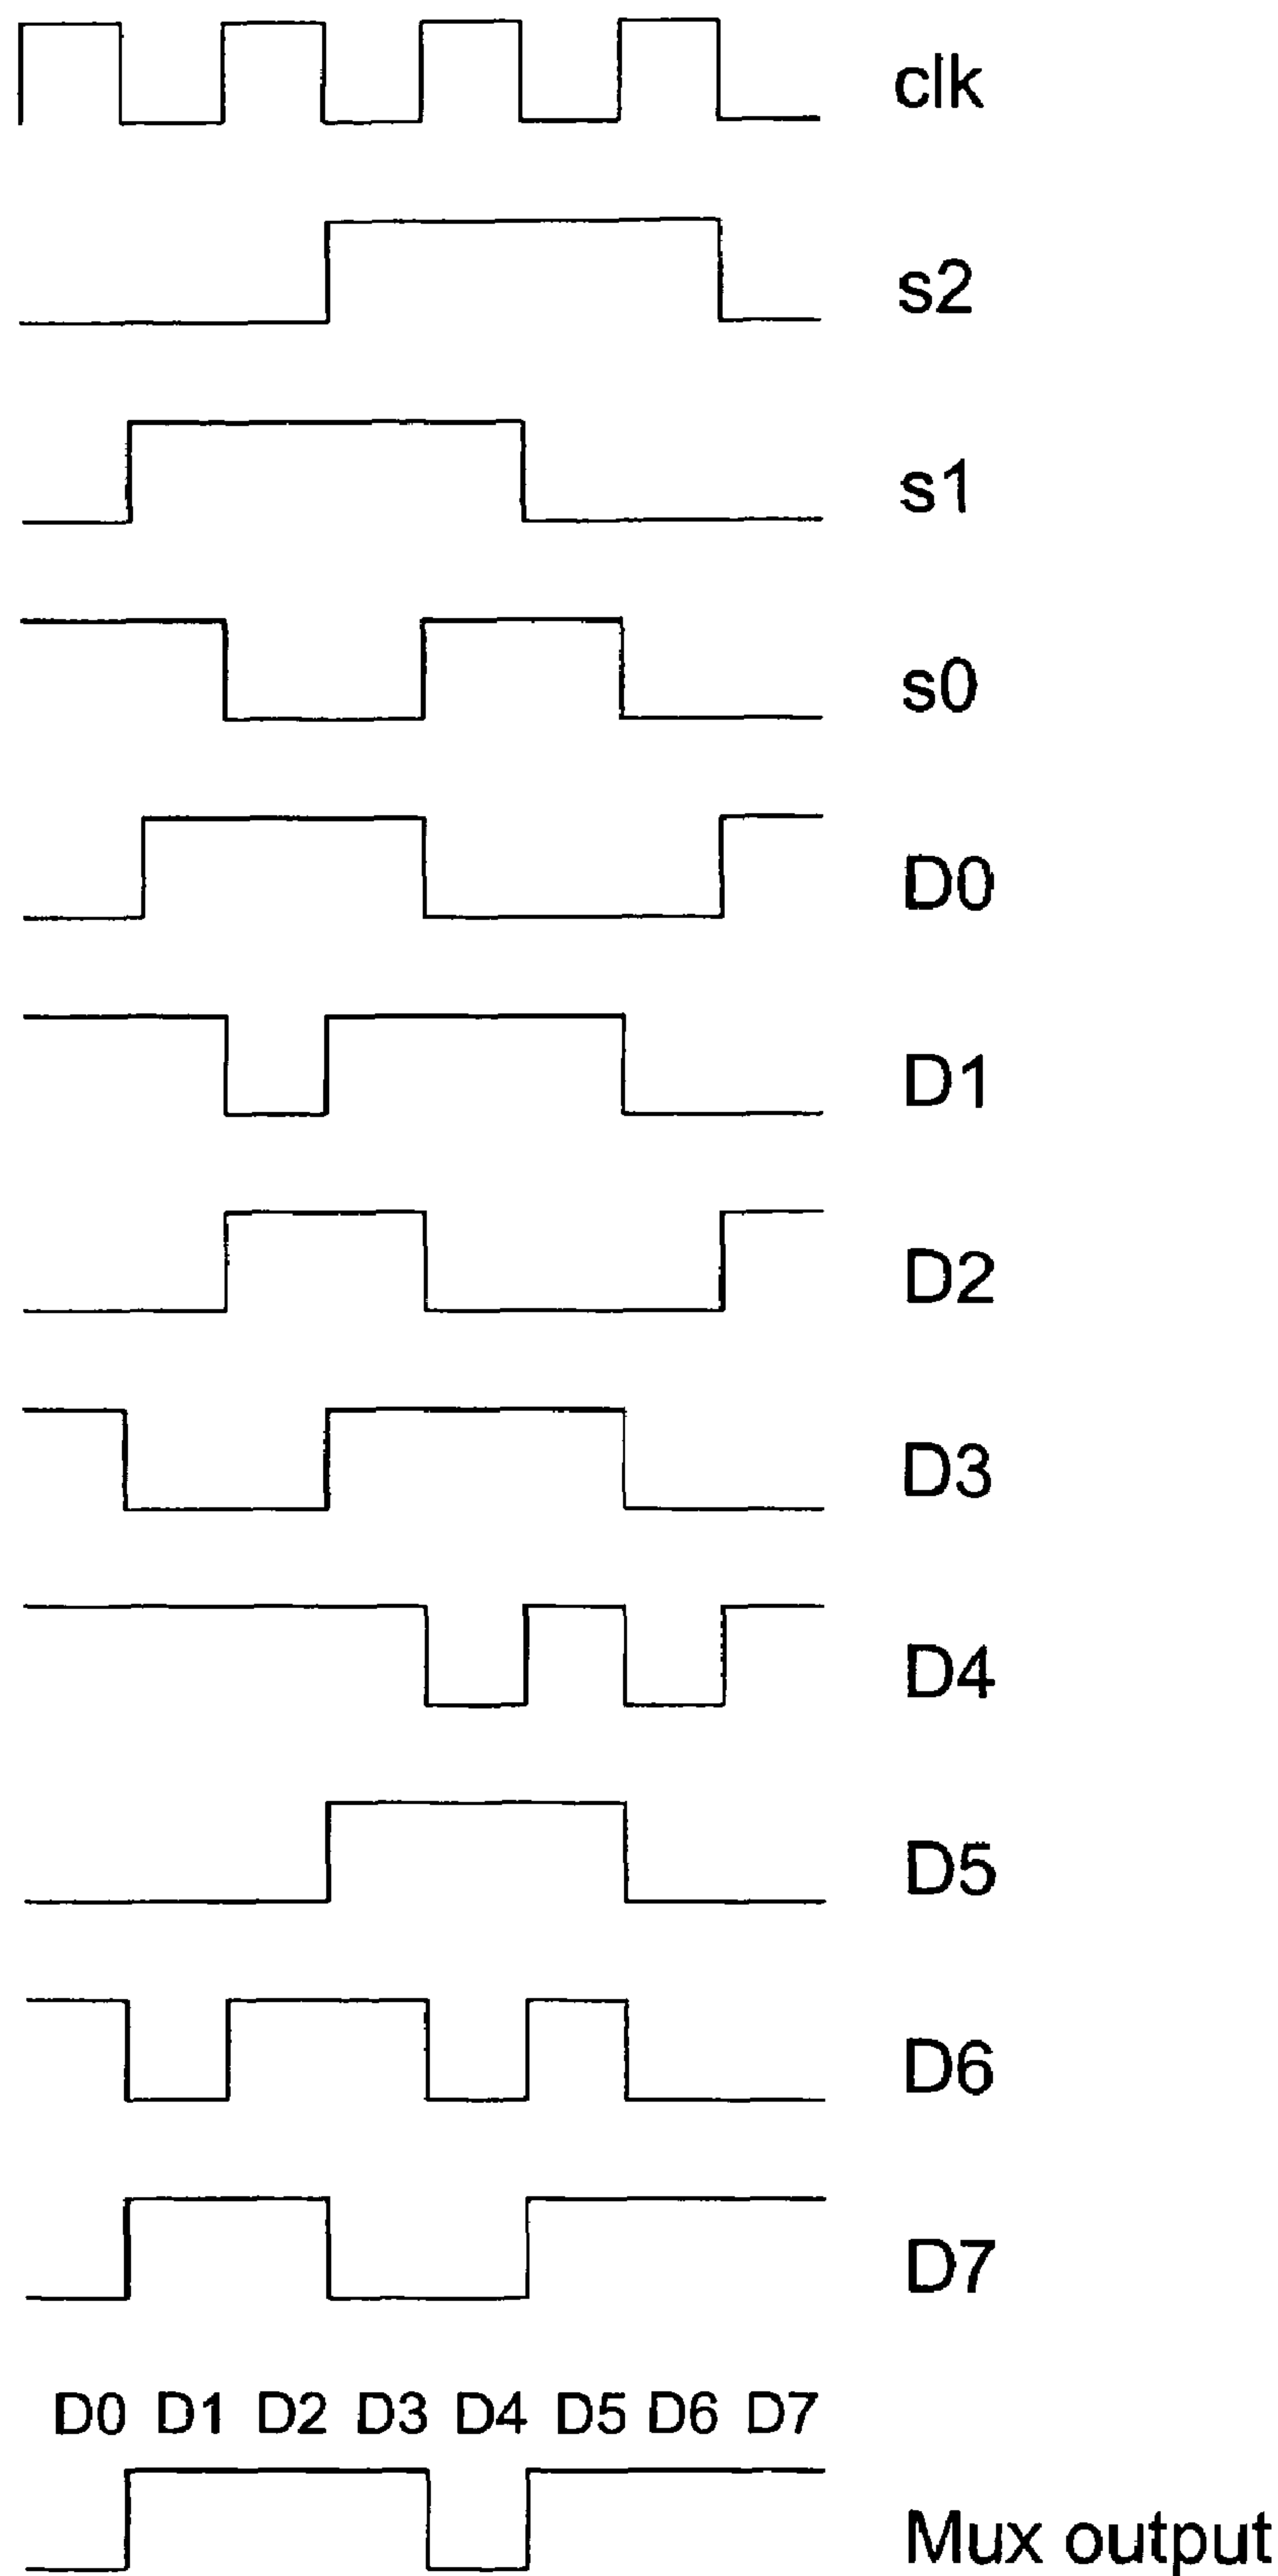 clk
s2
s1
s0
D0
D1
D2
D3
D4
D5
D6
D7
D0 D1 D2 D3 D4 D5 D6 D7
Mux output